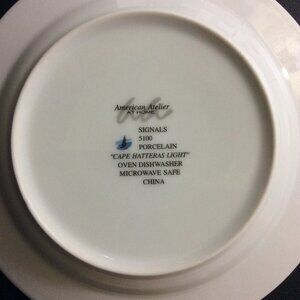 American Atelier
AT HOME
SIGNALS
5100
PORCELAIN
"CAPE HATTERAS LIGHT"
OVEN DISHWASHER
MICROWAVE SAFE
CHINA